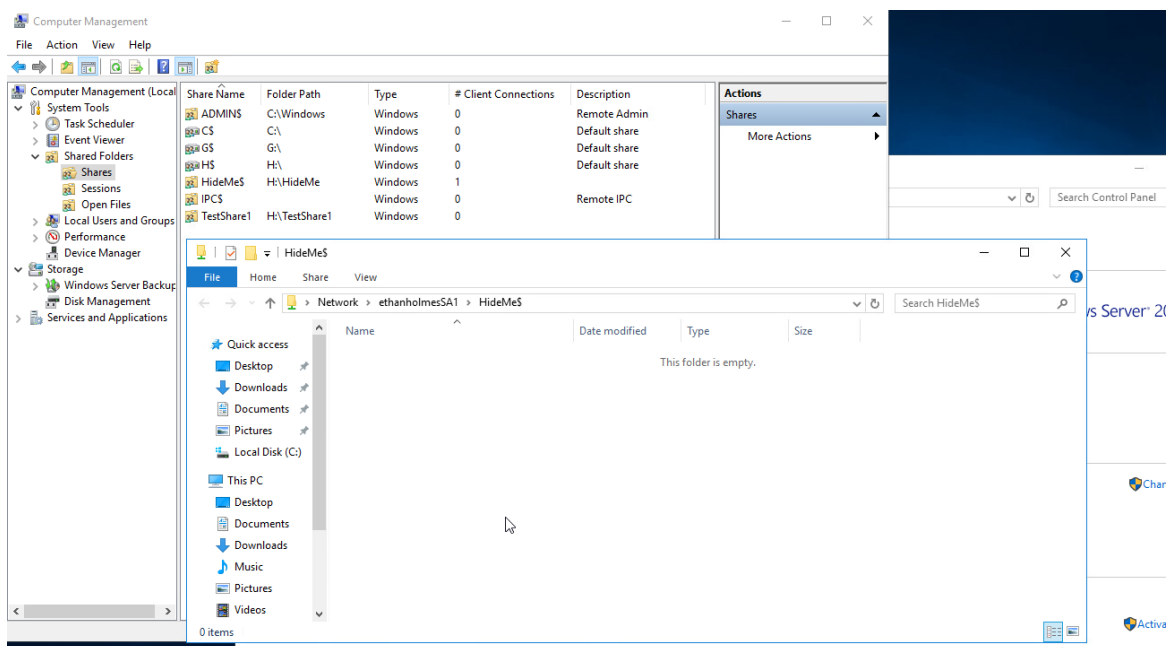 Computer Management
File Action View Help
Computer Management (Local
System Tools
Task Scheduler
Event Viewer
Shared Folders
Shares
Sessions
Open Files
Local Users and Groups
Performance
Device Manager
Storage
Windows Server Backup
Disk Management
Services and Applications
Share Name Folder Path Type # Client Connections Description
ADMIN$ C:\Windows Windows 0 Remote Admin
C$ C:\ Windows 0 Default share
G$ G:\ Windows 0 Default share
H$ H:\ Windows 0 Default share
HideMe$ H:\HideMe Windows 1
IPC$ Windows 0 Remote IPC
TestShare1 H:\TestShare1 Windows 0
Actions
Shares
More Actions
Search Control Panel
HideMe$
File Home Share View
Network > ethanholmesSA1 > HideMe$
Search HideMe$
Quick access
Desktop
Downloads
Documents
Pictures
Local Disk (C:)
This PC
Desktop
Documents
Downloads
Music
Pictures
Videos
Name Date modified Type Size
This folder is empty.
0 items
s Server 20
Char
Activa